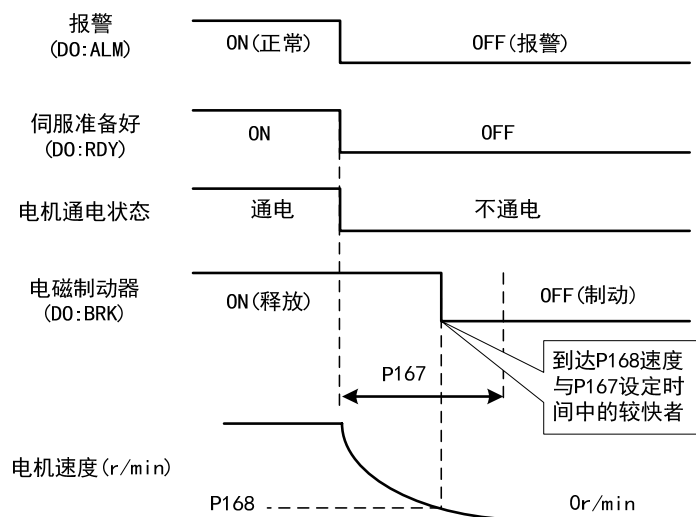 报警
(DO:ALM)
ON(正常)
OFF(报警)
伺服准备好
(DO:RDY)
ON
OFF
电机通电状态
通电
不通电
电磁制动器
(DO:BRK)
ON(释放)
OFF(制动)
P167
到达P168速度
与P167设定时
间中的较快者
电机速度(r/min)
P168
0r/min